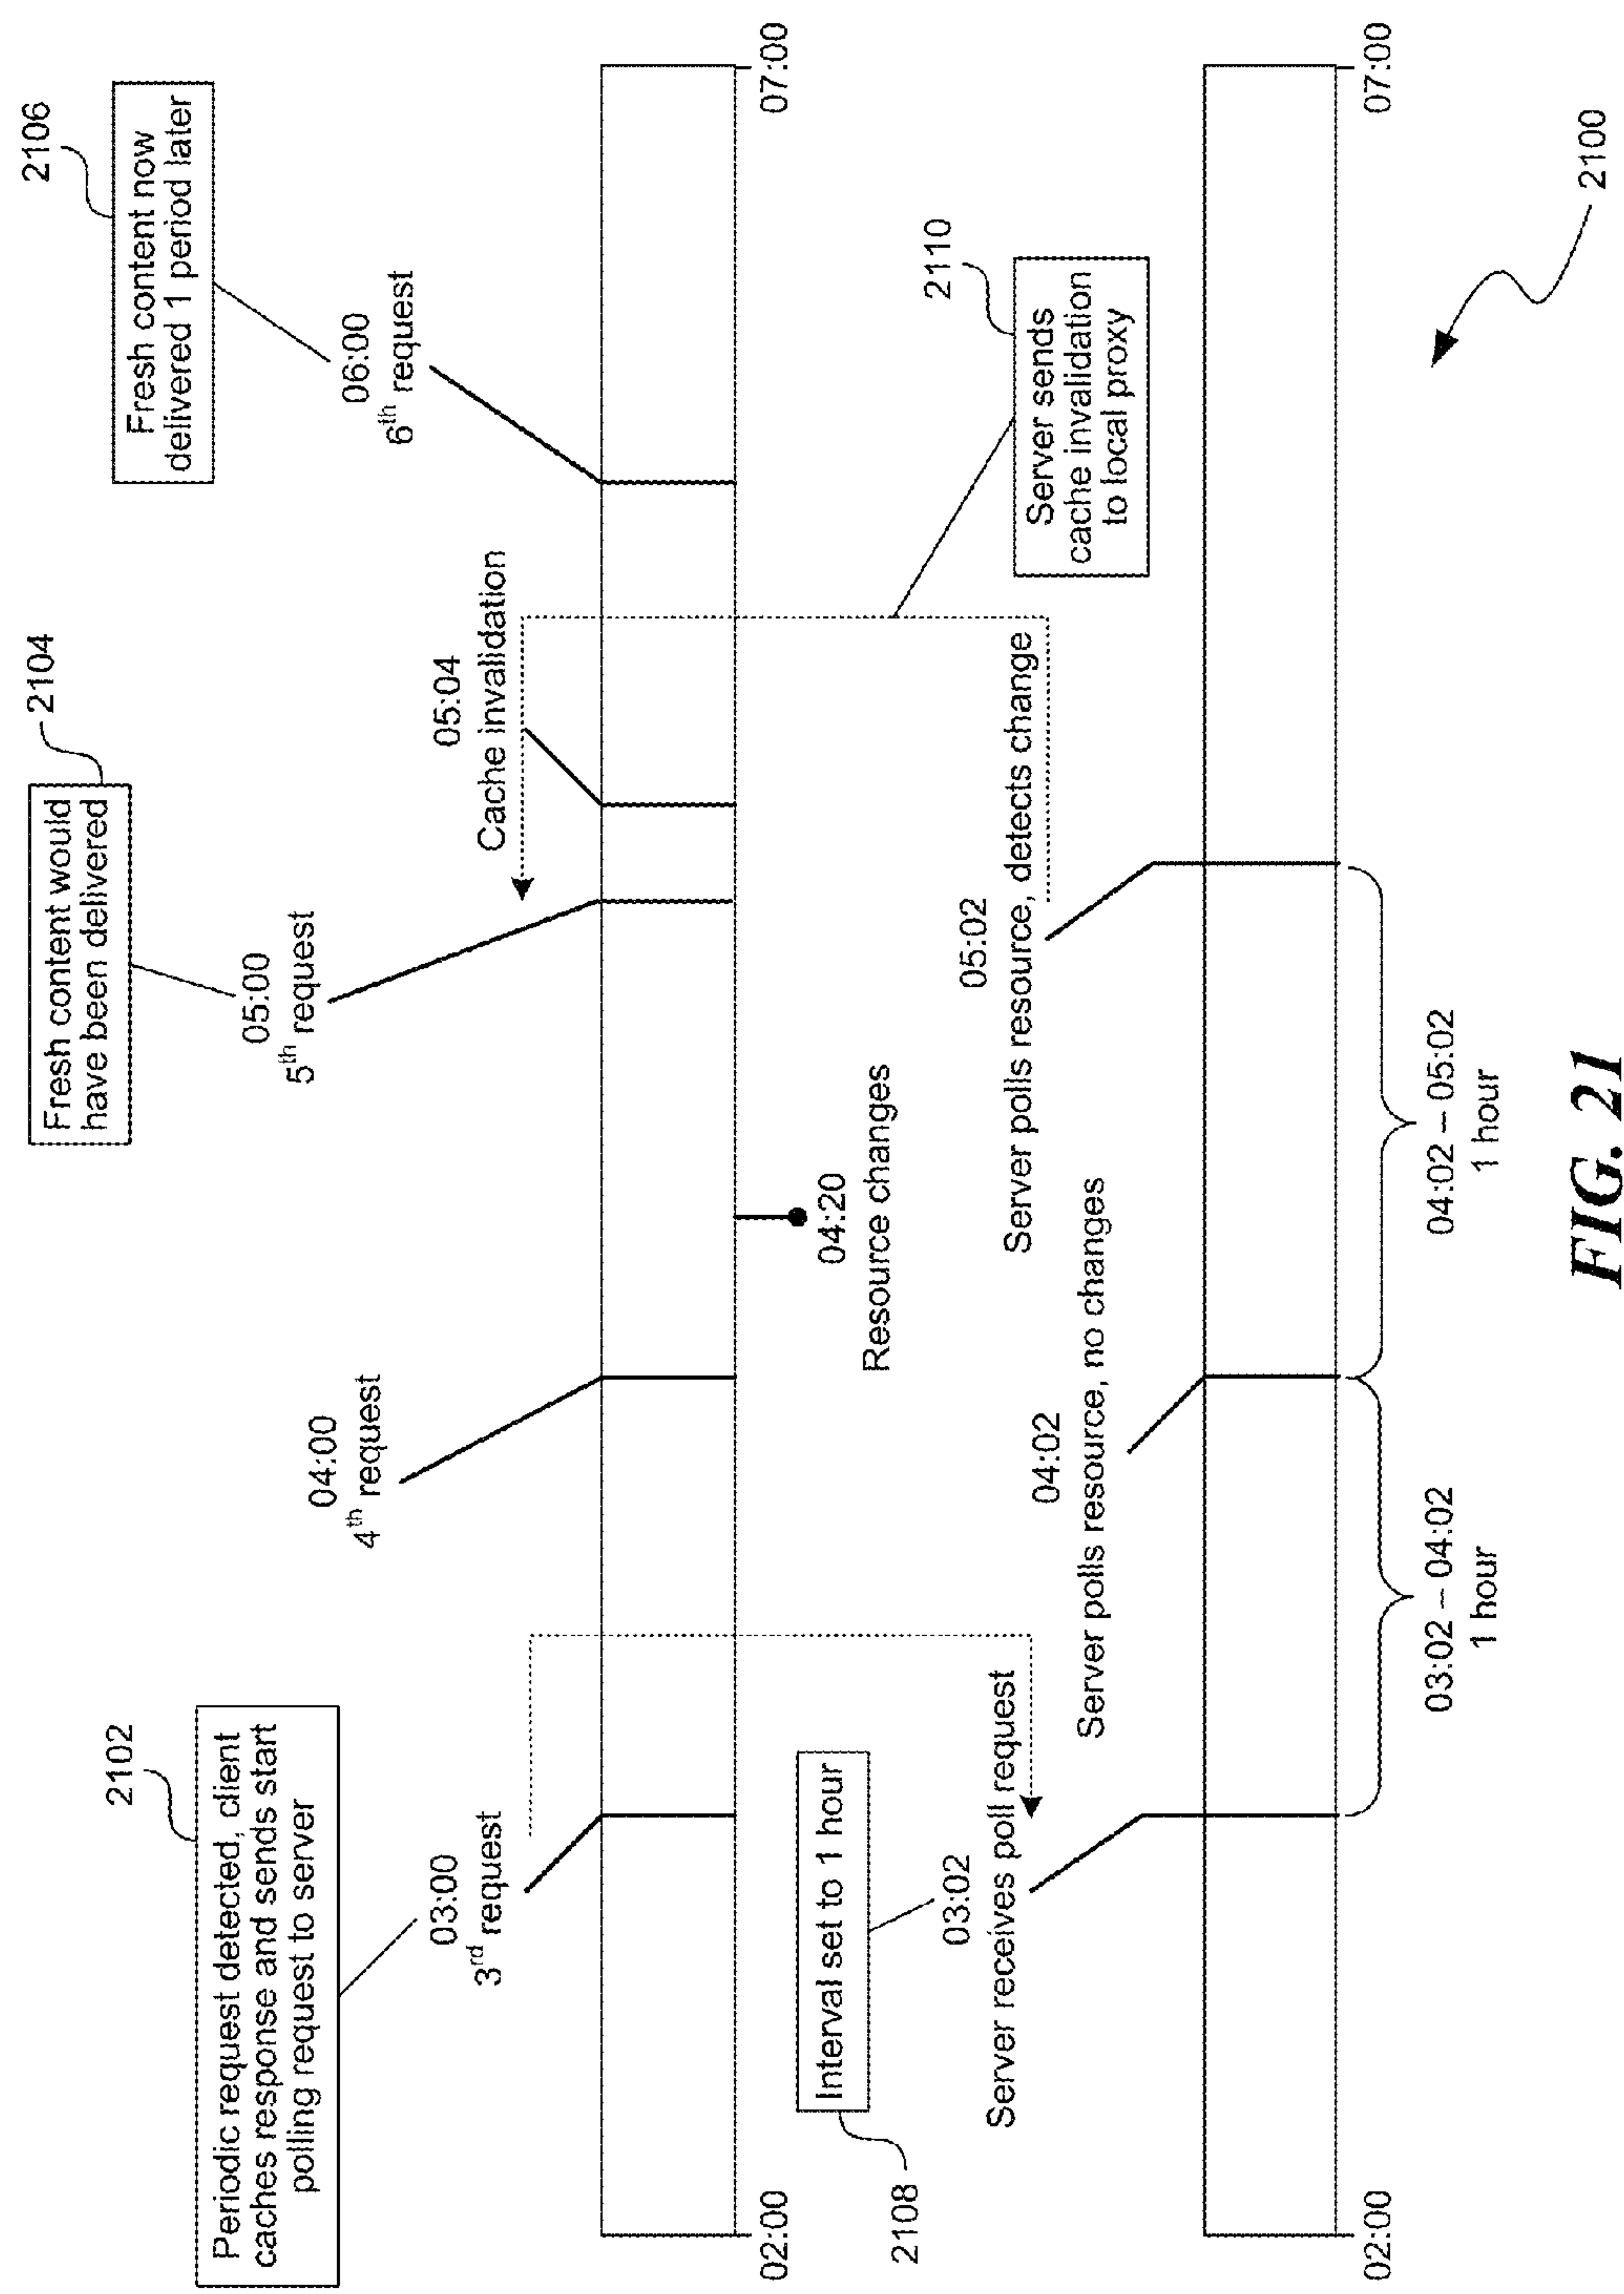 2102
Periodic request detected, client
caches response and sends start
polling request to server
03:00
3rd request
04:00
4th request
2104
Fresh content would
have been delivered
05:00
5th request
05:04
Cache invalidation
2106
Fresh content now
delivered 1 period later
06:00
6th request
02:00
04:20
Resource changes
07:00
2108
Interval set to 1 hour
03:02
Server receives poll request
04:02
Server polls resource, no changes
05:02
Server polls resource, detects change
2110
Server sends
cache invalidation
to local proxy
02:00
07:00
03:02 – 04:02
1 hour
04:02 – 05:02
1 hour
2100
FIG. 21